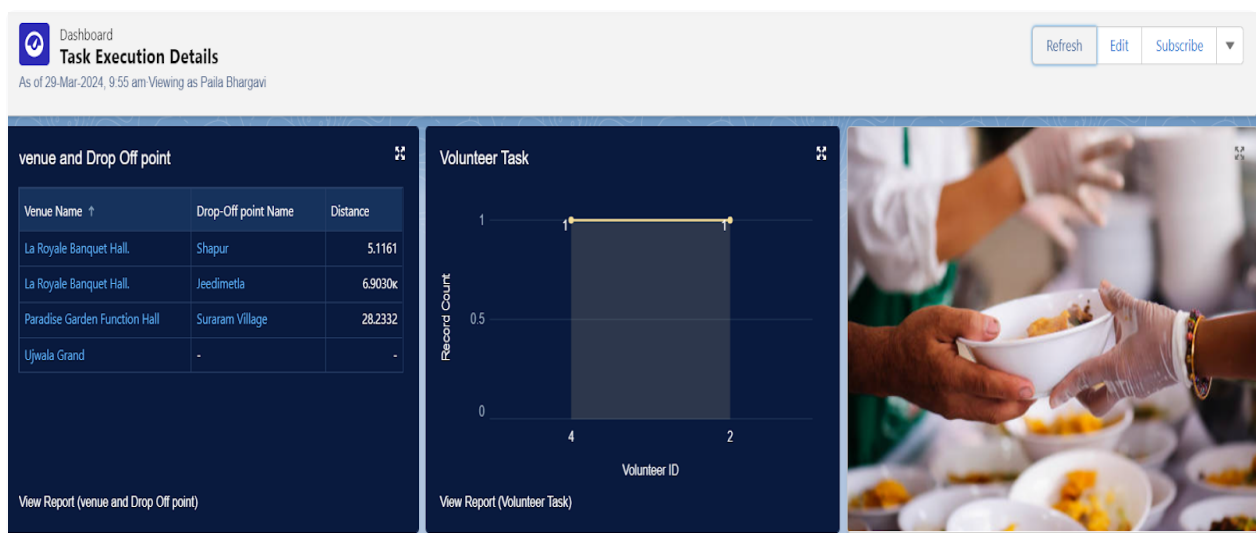 Dashboard
Task Execution Details
As of 29-Mar-2024, 9:55 am·Viewing as Paila Bhargavi
Refresh Edit Subscribe
venue and Drop Off point
Venue Name ↑ Drop-Off point Name Distance
La Royale Banquet Hall. Shapur 5.1161
La Royale Banquet Hall. Jeedimetla 6.9030K
Paradise Garden Function Hall Suraram Village 28.2332
Ujwala Grand - -
View Report (venue and Drop Off point)
Volunteer Task
Record Count
1
0.5
0
1 1
4 2
Volunteer ID
View Report (Volunteer Task)